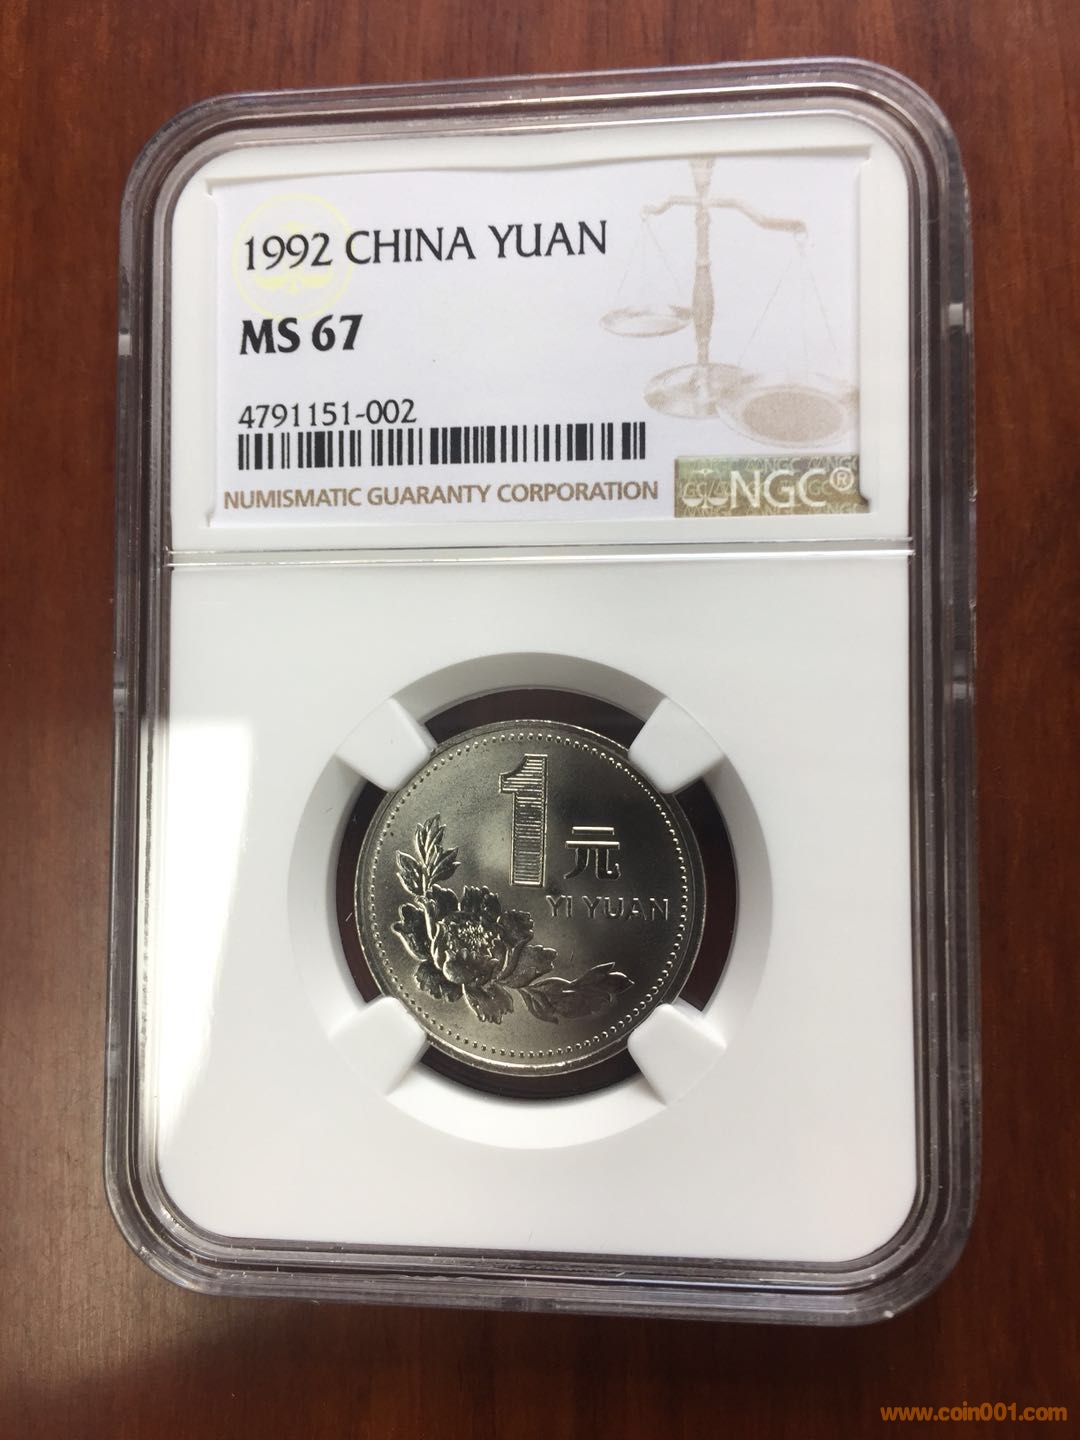 1992 CHINA YUAN
MS 67
4791151-002
NUMISMATIC GUARANTY CORPORATION
NGC®
1元
YI YUAN
www.coin001.com